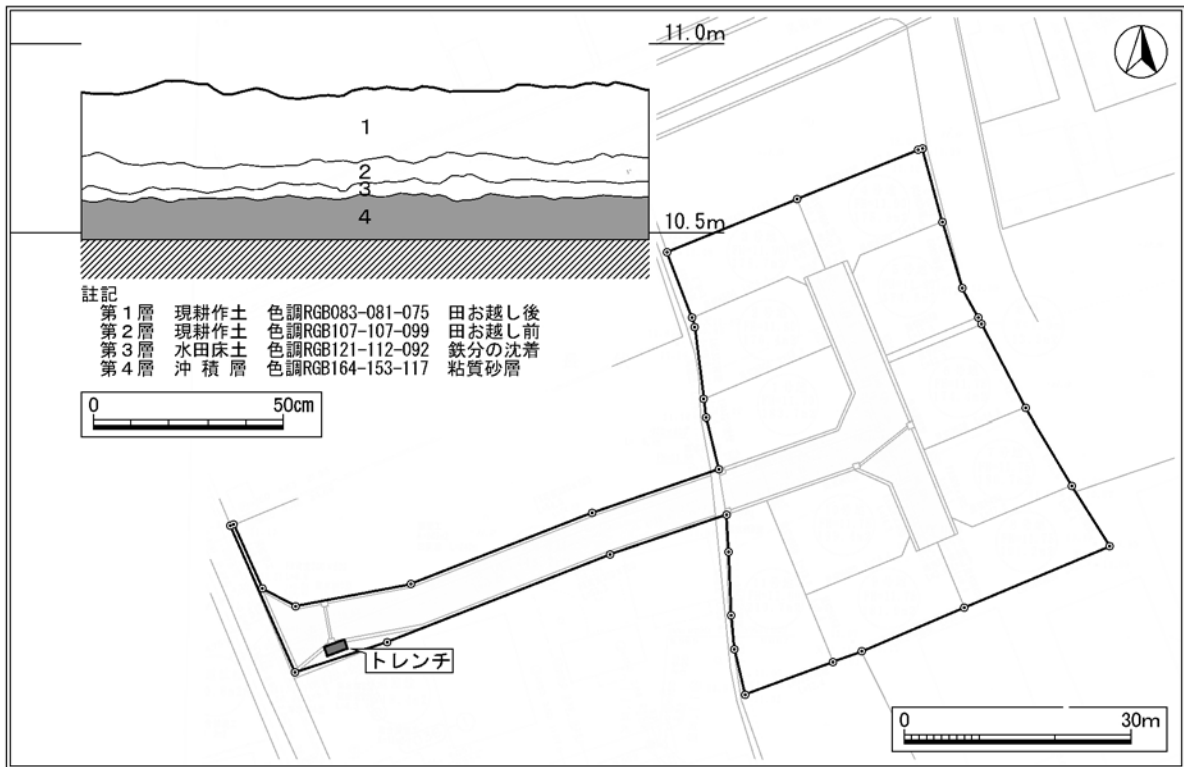 11.0m
1
2
3
4
10.5m
註記
第1層 現耕作土 色調RGB083-081-075 田お越し後
第2層 現耕作土 色調RGB107-107-099 田お越し前
第3層 水田床土 色調RGB121-112-092 鉄分の沈着
第4層 沖 積 層 色調RGB164-153-117 粘質砂層
0 50cm
トレンチ
0 30m